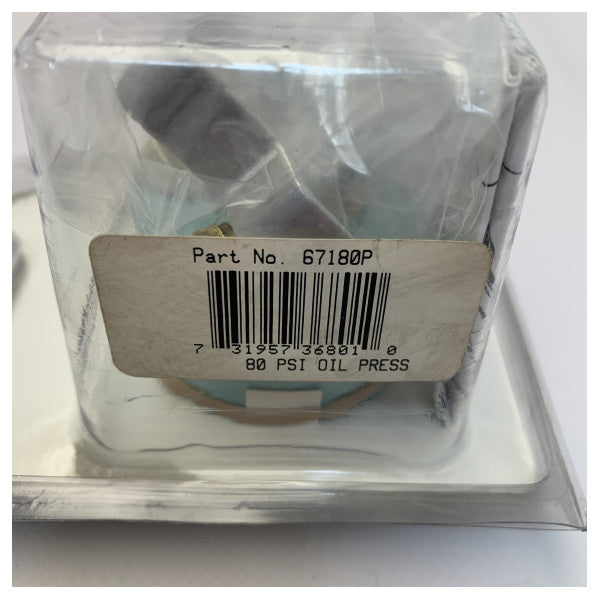 Part No. 67180P
7 31957 36801 0
80 PSI OIL PRESS